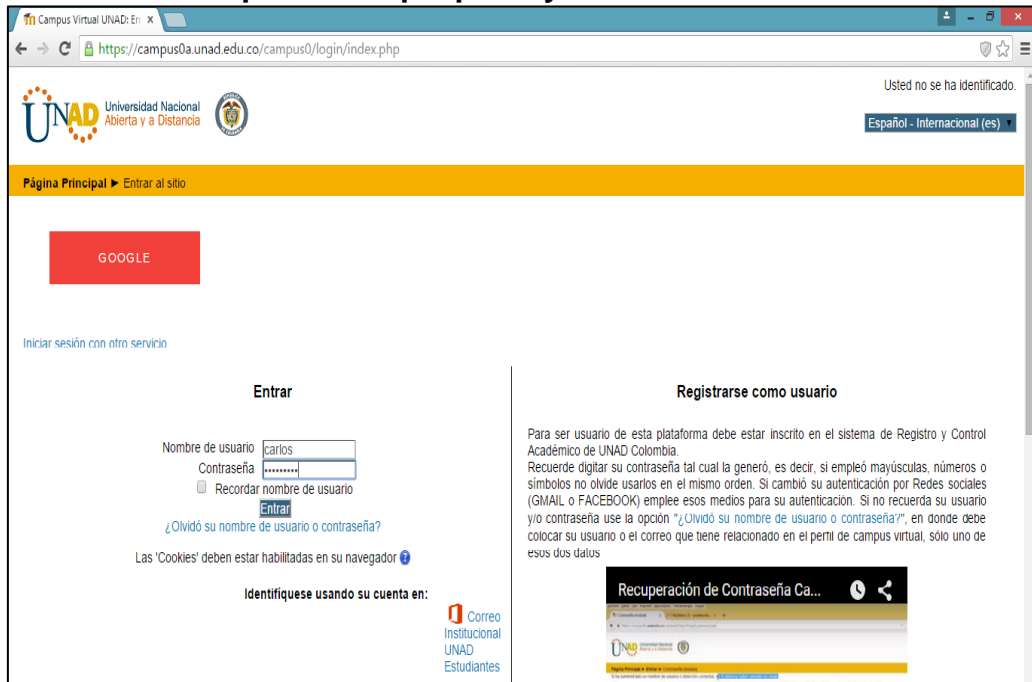 Campus Virtual UNAD: En
https://campus0a.unad.edu.co/campus0/login/index.php
Usted no se ha identificado.
UNAD Universidad Nacional
Abierta y a Distancia
Español - Internacional (es)
Página Principal ► Entrar al sitio
GOOGLE
Iniciar sesión con otro servicio
Entrar
Nombre de usuario carlos
Contraseña •••••••••
Recordar nombre de usuario
Entrar
¿Olvidó su nombre de usuario o contraseña?
Las 'Cookies' deben estar habilitadas en su navegador
Identifíquese usando su cuenta en:
Correo
Institucional
UNAD
Estudiantes
Registrarse como usuario
Para ser usuario de esta plataforma debe estar inscrito en el sistema de Registro y Control
Académico de UNAD Colombia.
Recuerde digitar su contraseña tal cual la generó, es decir, si empleó mayúsculas, números o
símbolos no olvide usarlos en el mismo orden. Si cambió su autenticación por Redes sociales
(GMAIL o FACEBOOK) emplee esos medios para su autenticación. Si no recuerda su usuario
y/o contraseña use la opción "¿Olvidó su nombre de usuario o contraseña?", en donde debe
colocar su usuario o el correo que tiene relacionado en el perfil de campus virtual, sólo uno de
esos dos datos
Recuperación de Contraseña Ca...
UNAD